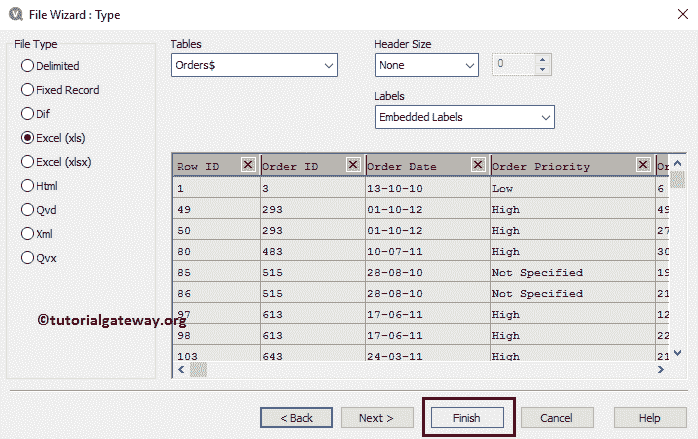 File Wizard : Type
File Type
Delimited
Fixed Record
Dif
Excel (xls)
Excel (xlsx)
Html
Qvd
Xml
Qvx
Tables
Orders$
Header Size
None
0
Labels
Embedded Labels
Row ID Order ID Order Date Order Priority Or
1 3 13-10-10 Low 6
49 293 01-10-12 High 49
50 293 01-10-12 High 27
80 483 10-07-11 High 30
85 515 28-08-10 Not Specified 19
86 515 28-08-10 Not Specified 21
97 613 17-06-11 High 12
98 613 17-06-11 High 22
103 643 24-03-11 High 21
©tutorialgateway.org
< Back Next > Finish Cancel Help